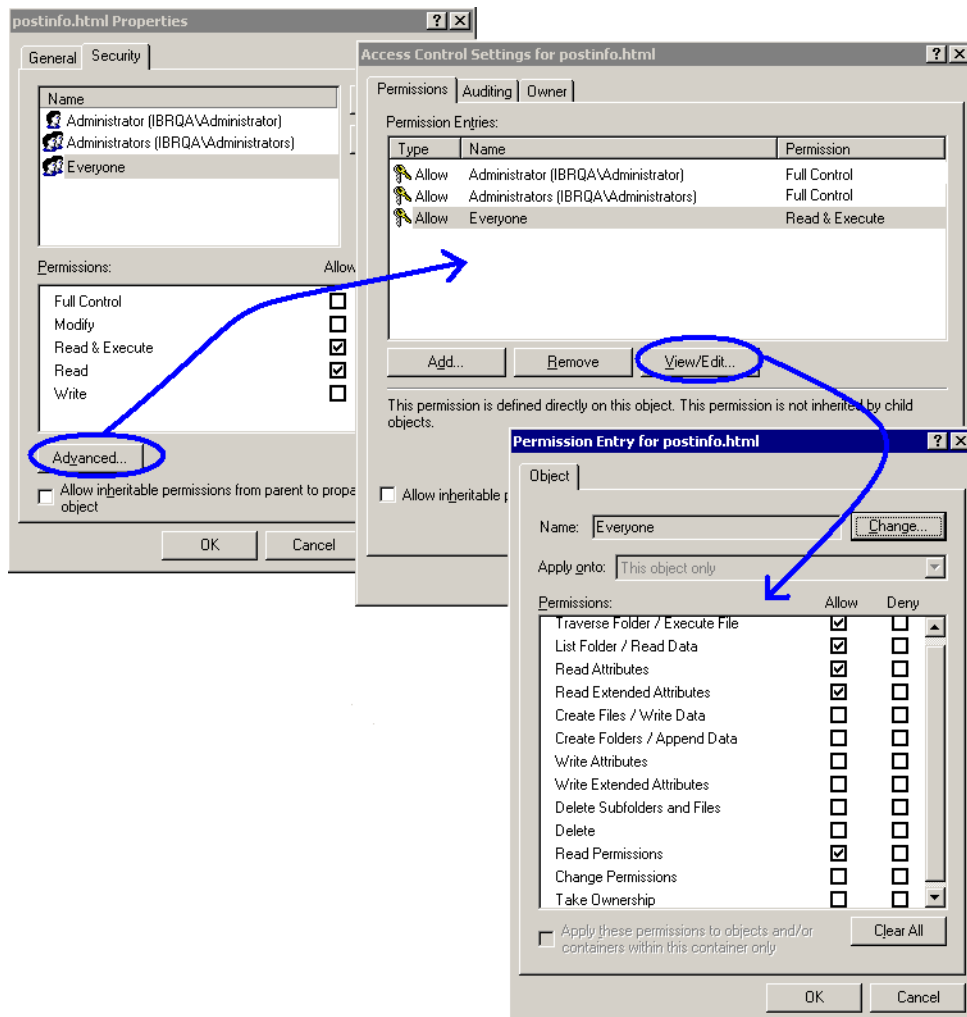 postinfo.html Properties
General Security
Name
Administrator (IBRQA\Administrator)
Administrators (IBRQA\Administrators)
Everyone
Permissions: Allow
Full Control
Modify
Read & Execute
Read
Write
Advanced...
Allow inheritable permissions from parent to propa
object
OK Cancel
Access Control Settings for postinfo.html
Permissions Auditing Owner
Permission Entries:
Type Name Permission
Allow Administrator (IBRQA\Administrator) Full Control
Allow Administrators (IBRQA\Administrators) Full Control
Allow Everyone Read & Execute
Add... Remove View/Edit...
This permission is defined directly on this object. This permission is not inherited by child
objects.
Allow inheritable p
Permission Entry for postinfo.html
Object
Name: Everyone Change...
Apply onto: This object only
Permissions: Allow Deny
Traverse Folder / Execute File
List Folder / Read Data
Read Attributes
Read Extended Attributes
Create Files / Write Data
Create Folders / Append Data
Write Attributes
Write Extended Attributes
Delete Subfolders and Files
Delete
Read Permissions
Change Permissions
Take Ownership
Apply these permissions to objects and/or
containers within this container only
Clear All
OK Cancel